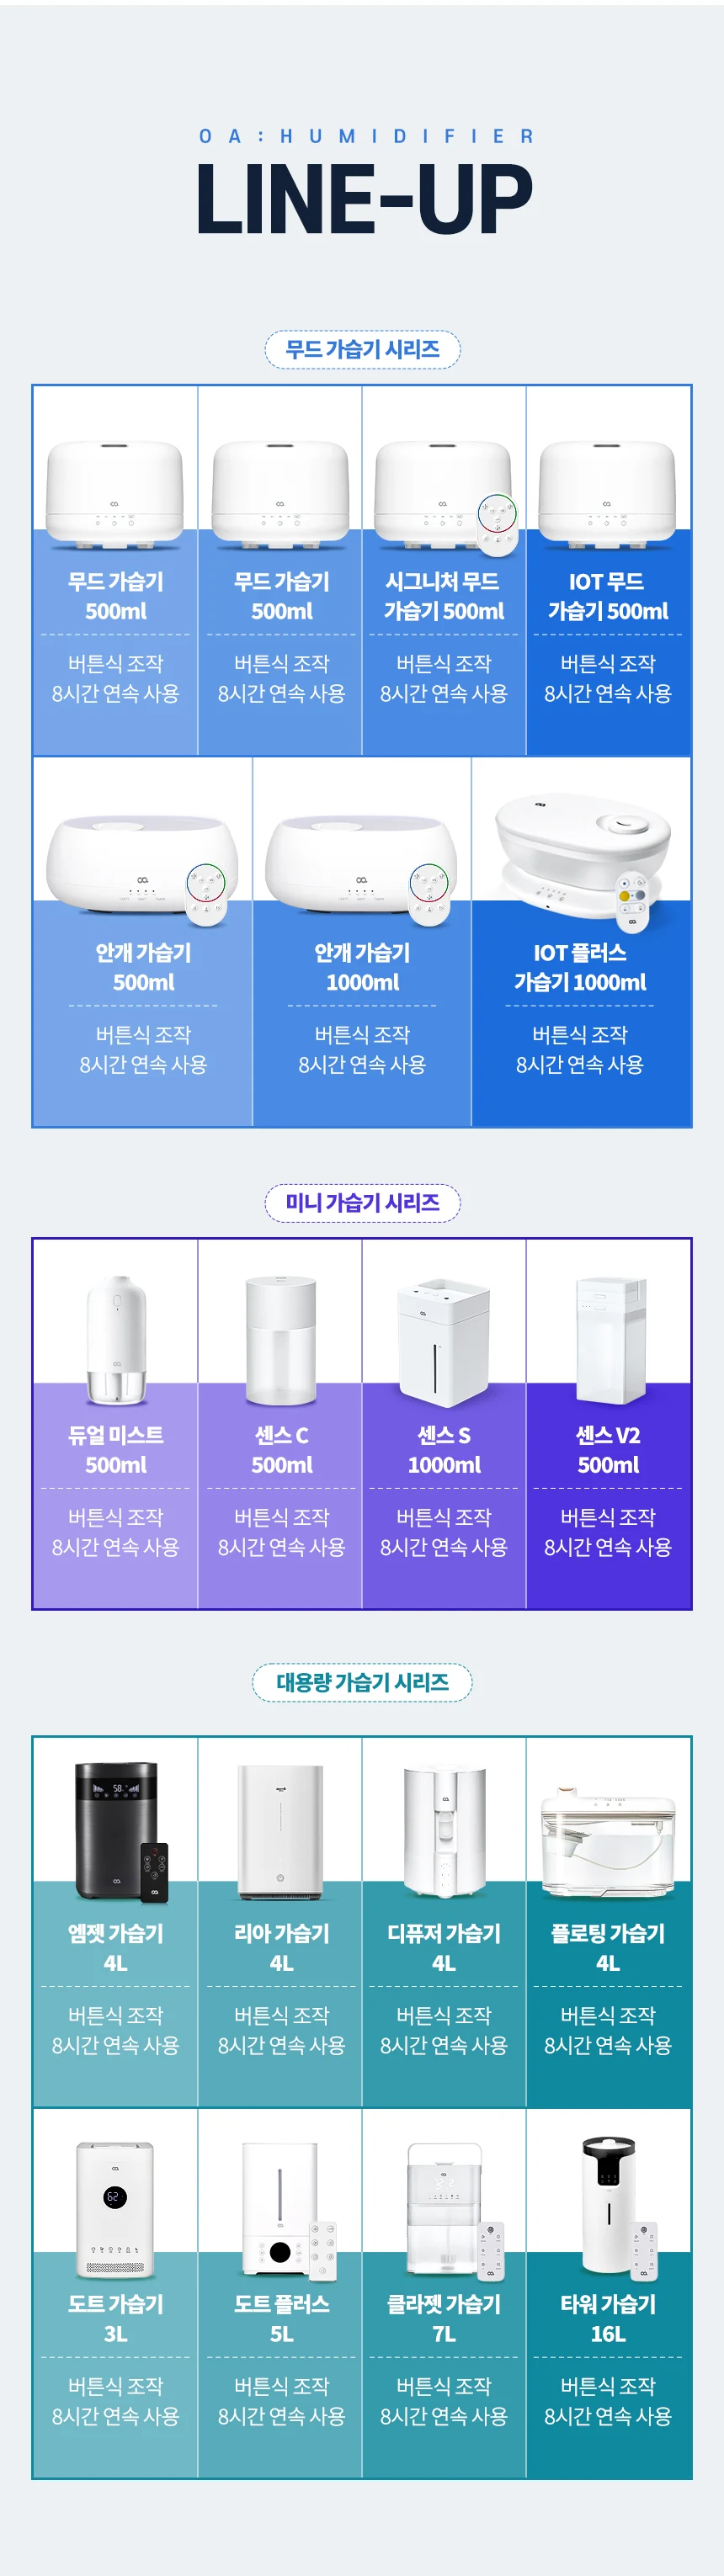 OA:HUMIDIFIER
LINE-UP
무드 가습기 시리즈
무드 가습기
500ml
버튼식 조작
8시간 연속 사용
무드 가습기
500ml
버튼식 조작
8시간 연속 사용
시그니처 무드
가습기 500ml
버튼식 조작
8시간 연속 사용
IOT 무드
가습기 500ml
버튼식 조작
8시간 연속 사용
안개 가습기
500ml
버튼식 조작
8시간 연속 사용
안개 가습기
1000ml
버튼식 조작
8시간 연속 사용
IOT 플러스
가습기 1000ml
버튼식 조작
8시간 연속 사용
미니 가습기 시리즈
듀얼 미스트
500ml
버튼식 조작
8시간 연속 사용
센스 C
500ml
버튼식 조작
8시간 연속 사용
센스 S
1000ml
버튼식 조작
8시간 연속 사용
센스 V2
500ml
버튼식 조작
8시간 연속 사용
대용량 가습기 시리즈
58
엠젯 가습기
4L
버튼식 조작
8시간 연속 사용
리아 가습기
4L
버튼식 조작
8시간 연속 사용
디퓨저 가습기
4L
버튼식 조작
8시간 연속 사용
플로팅 가습기
4L
버튼식 조작
8시간 연속 사용
62
도트 가습기
3L
버튼식 조작
8시간 연속 사용
도트 플러스
5L
버튼식 조작
8시간 연속 사용
클라젯 가습기
7L
버튼식 조작
8시간 연속 사용
타워 가습기
16L
버튼식 조작
8시간 연속 사용